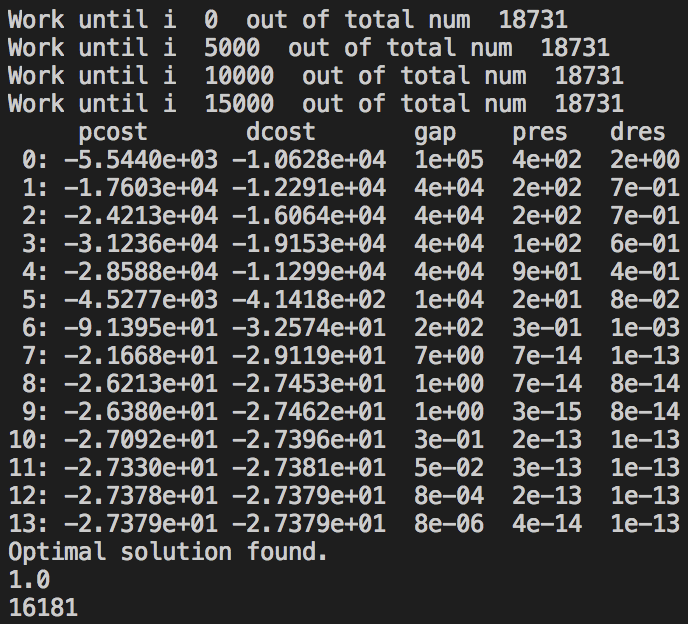 Work until i  0  out of total num  18731
Work until i  5000  out of total num  18731
Work until i  10000  out of total num  18731
Work until i  15000  out of total num  18731
     pcost       dcost       gap    pres   dres
 0: -5.5440e+03 -1.0628e+04  1e+05  4e+02  2e+00
 1: -1.7603e+04 -1.2291e+04  4e+04  2e+02  7e-01
 2: -2.4213e+04 -1.6064e+04  4e+04  2e+02  7e-01
 3: -3.1236e+04 -1.9153e+04  4e+04  1e+02  6e-01
 4: -2.8588e+04 -1.1299e+04  4e+04  9e+01  4e-01
 5: -4.5277e+03 -4.1418e+02  1e+04  2e+01  8e-02
 6: -9.1395e+01 -3.2574e+01  2e+02  3e-01  1e-03
 7: -2.1668e+01 -2.9119e+01  7e+00  7e-14  1e-13
 8: -2.6213e+01 -2.7453e+01  1e+00  7e-14  8e-14
 9: -2.6380e+01 -2.7462e+01  1e+00  3e-15  8e-14
10: -2.7092e+01 -2.7396e+01  3e-01  2e-13  1e-13
11: -2.7330e+01 -2.7381e+01  5e-02  3e-13  1e-13
12: -2.7378e+01 -2.7379e+01  8e-04  2e-13  1e-13
13: -2.7379e+01 -2.7379e+01  8e-06  4e-14  1e-13
Optimal solution found.
1.0
16181